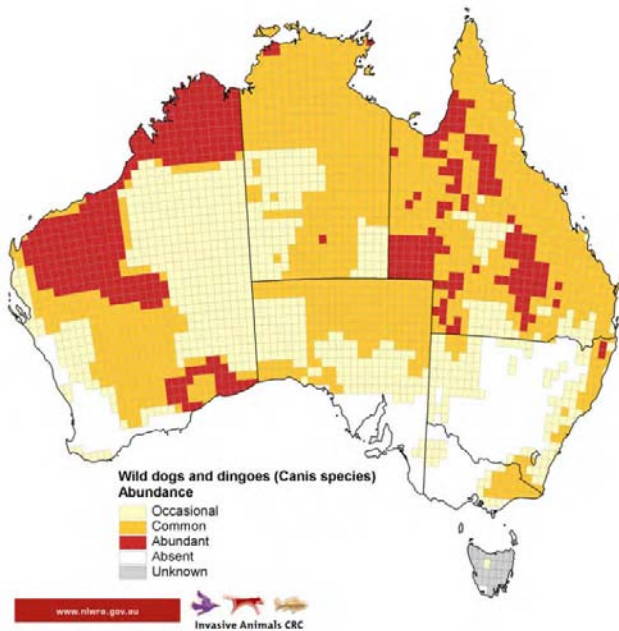 Wild dogs and dingoes (Canis species)
Abundance
Occasional
Common
Abundant
Absent
Unknown
www.nlwra.gov.au
Invasive Animals CRC